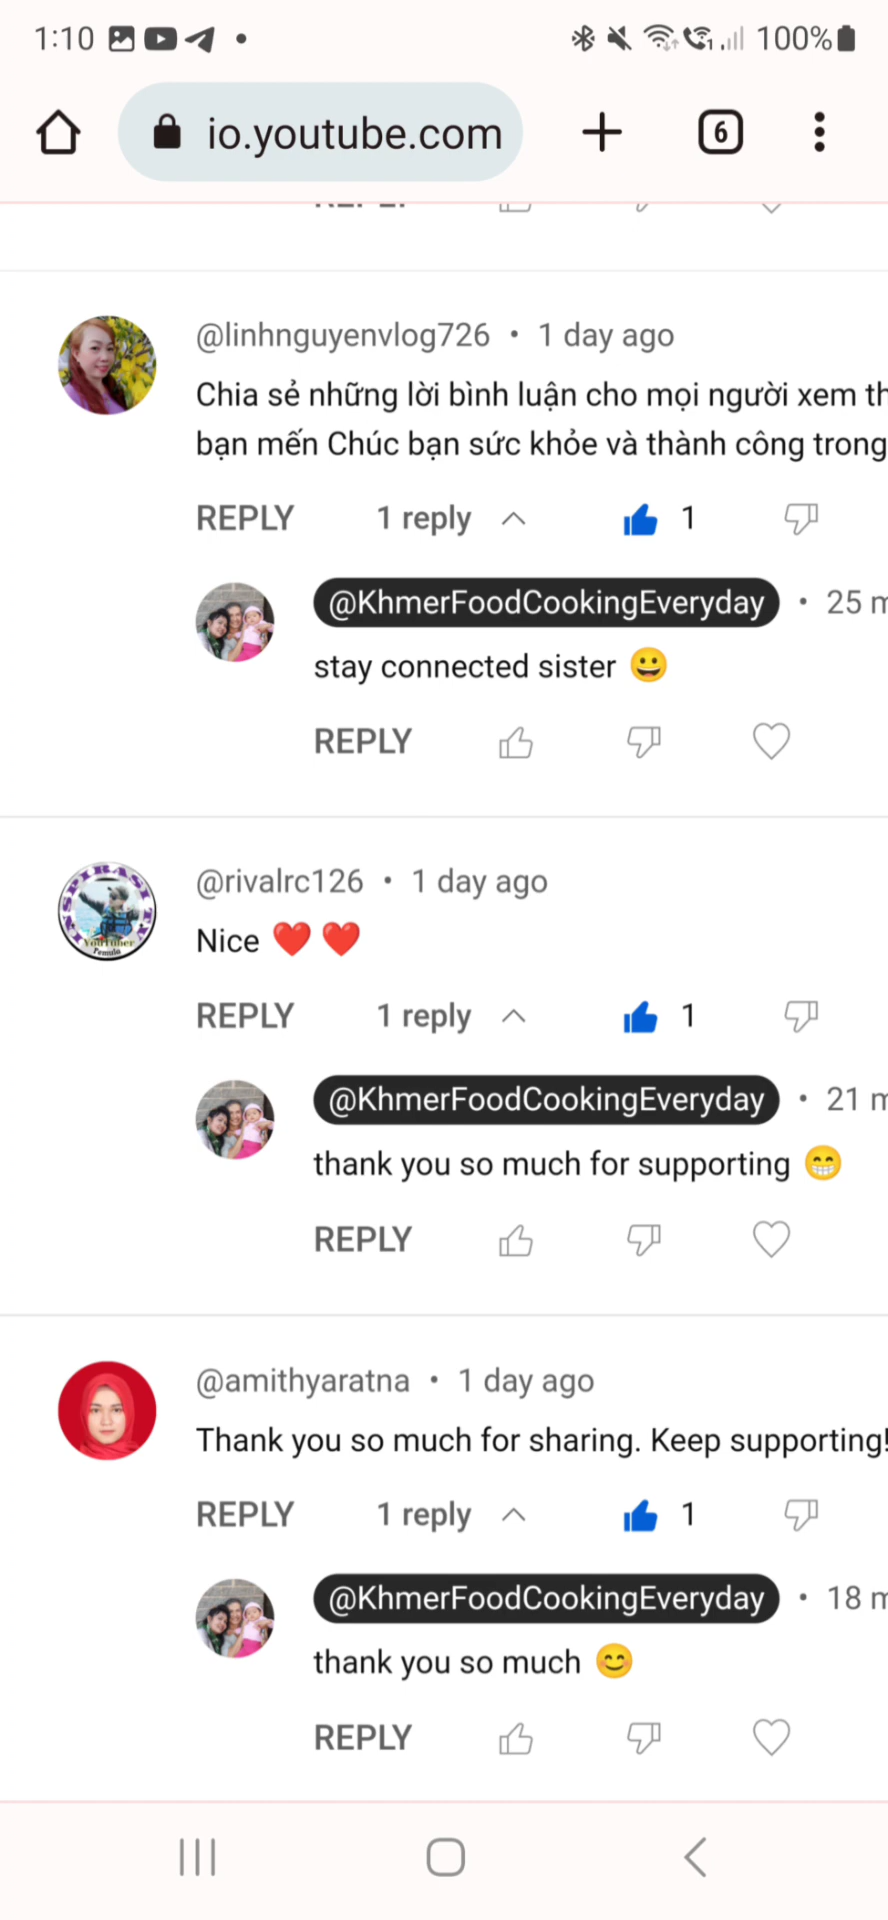 1:10
100%
io.youtube.com
6
@linhnguyenvlog726 • 1 day ago
Chia sẻ những lời bình luận cho mọi người xem th
bạn mến Chúc bạn sức khỏe và thành công trong
REPLY 1 reply 1
@KhmerFoodCookingEveryday • 25 m
stay connected sister 😀
REPLY
@rivalrc126 • 1 day ago
Nice ❤️ ❤️
REPLY 1 reply 1
@KhmerFoodCookingEveryday • 21 m
thank you so much for supporting 😁
REPLY
@amithyaratna • 1 day ago
Thank you so much for sharing. Keep supporting!
REPLY 1 reply 1
@KhmerFoodCookingEveryday • 18 m
thank you so much 😊
REPLY